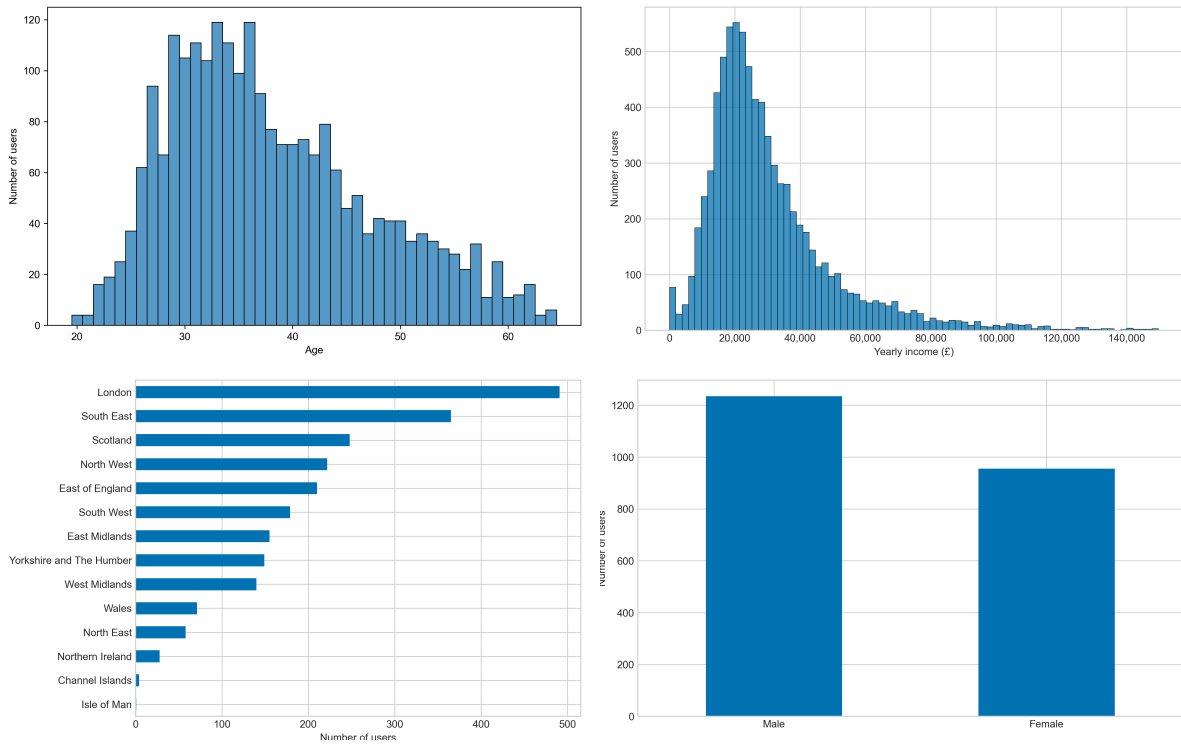 Number of users
120
100
80
60
40
20
0
20 30 40 50 60
Age
Number of users
500
400
300
200
100
0
0 20,000 40,000 60,000 80,000 100,000 120,000 140,000
Yearly income (£)
London
South East
Scotland
North West
East of England
South West
East Midlands
Yorkshire and The Humber
West Midlands
Wales
North East
Northern Ireland
Channel Islands
Isle of Man
0 100 200 300 400 500
Number of users
Number of users
1200
1000
800
600
400
200
0
Male Female